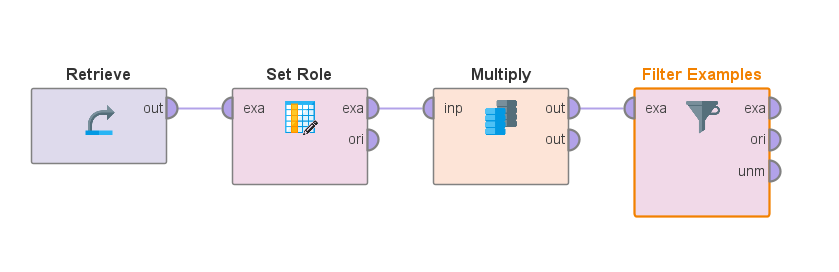 Retrieve
Set Role
Multiply
Filter Examples
out
exa
exa
inp
out
exa
exa
ori
out
ori
unm